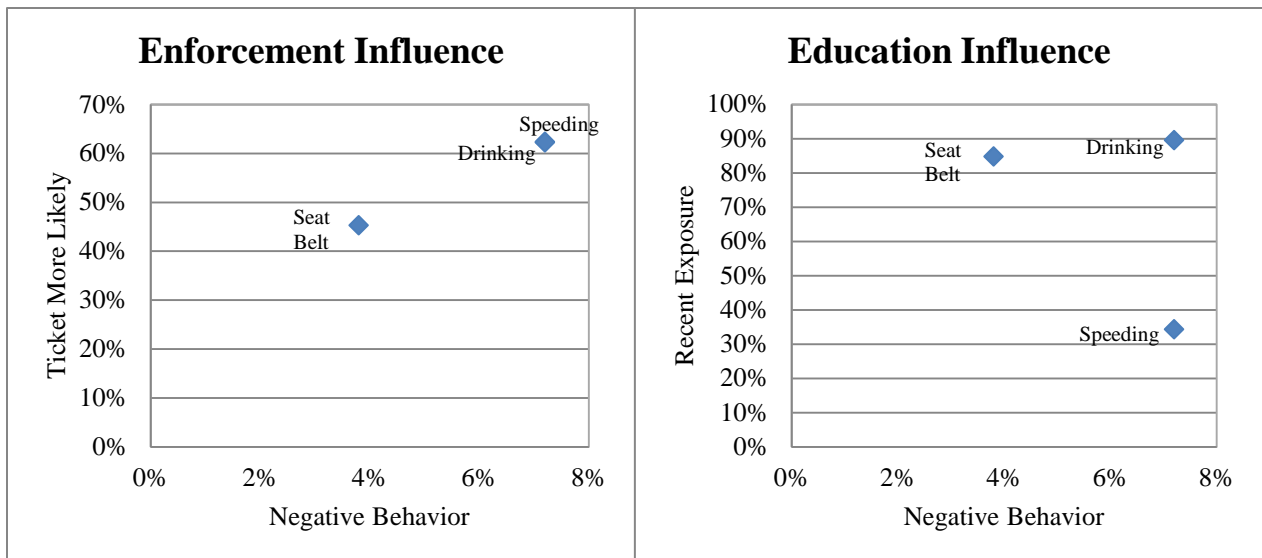 Enforcement Influence
70%
60%
50%
40%
30%
20%
10%
0%
Ticket More Likely
Speeding
Drinking
Seat
Belt
0%
2%
4%
6%
8%
Negative Behavior
Education Influence
100%
90%
80%
70%
60%
50%
40%
30%
20%
10%
0%
Recent Exposure
Seat
Belt
Drinking
Speeding
0%
2%
4%
6%
8%
Negative Behavior